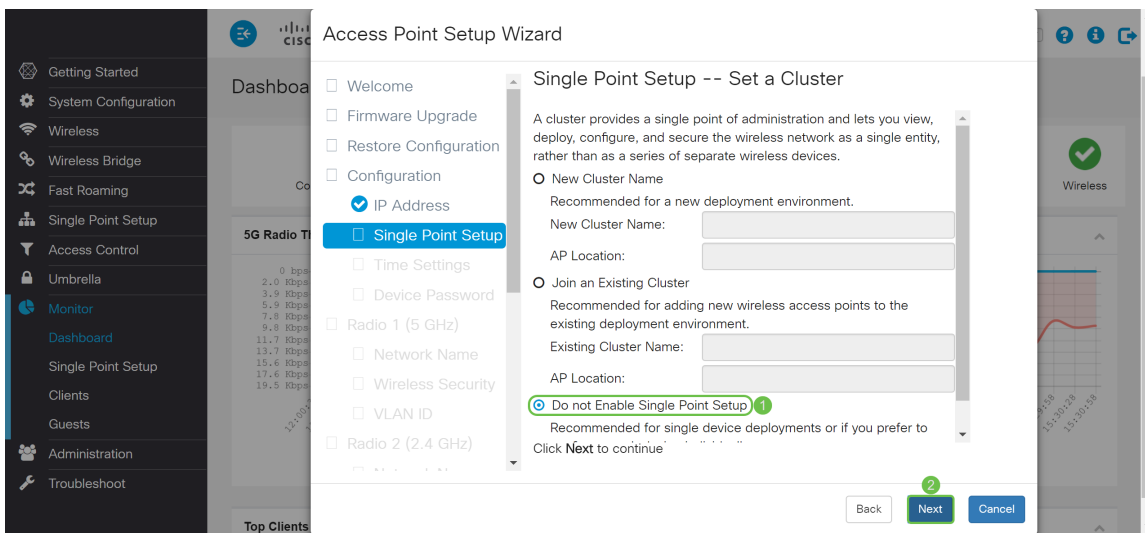 Getting Started
System Configuration
Wireless
Wireless Bridge
Fast Roaming
Single Point Setup
Access Control
Umbrella
Monitor
Dashboard
Single Point Setup
Clients
Guests
Administration
Troubleshoot
CISC
Dashboa
Co
Wireless
5G Radio Th
0 bps
2.0 Kbps
3.9 Kbps
5.9 Kbps
7.8 Kbps
9.8 Kbps
11.7 Kbps
13.7 Kbps
15.6 Kbps
17.6 Kbps
19.5 Kbps
15:30:28
15:30:58
Top Clients
Access Point Setup Wizard
Welcome
Firmware Upgrade
Restore Configuration
Configuration
IP Address
Single Point Setup
Time Settings
Device Password
Radio 1 (5 GHz)
Network Name
Wireless Security
VLAN ID
Radio 2 (2.4 GHz)
Single Point Setup -- Set a Cluster
A cluster provides a single point of administration and lets you view,
deploy, configure, and secure the wireless network as a single entity,
rather than as a series of separate wireless devices.
New Cluster Name
Recommended for a new deployment environment.
New Cluster Name:
AP Location:
Join an Existing Cluster
Recommended for adding new wireless access points to the
existing deployment environment.
Existing Cluster Name:
AP Location:
Do not Enable Single Point Setup 1
Recommended for single device deployments or if you prefer to
Click Next to continue
2
Back Next Cancel